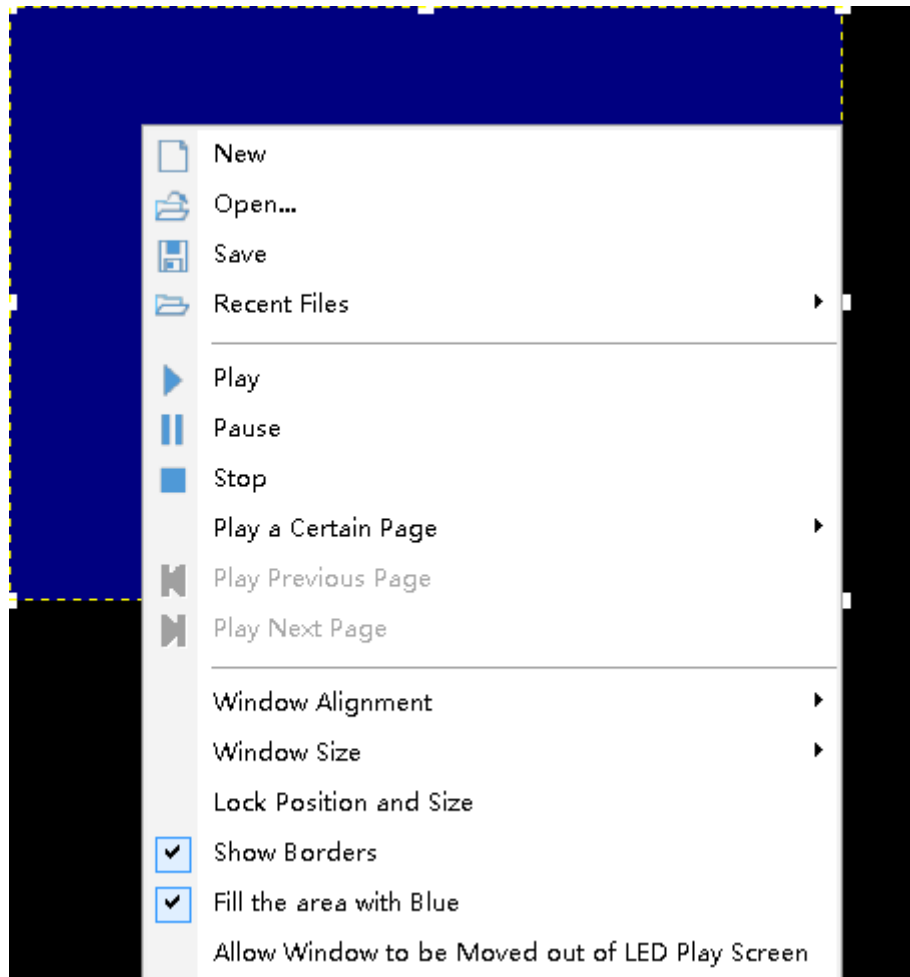 New
Open...
Save
Recent Files
Play
Pause
Stop
Play a Certain Page
Play Previous Page
Play Next Page
Window Alignment
Window Size
Lock Position and Size
Show Borders
Fill the area with Blue
Allow Window to be Moved out of LED Play Screen